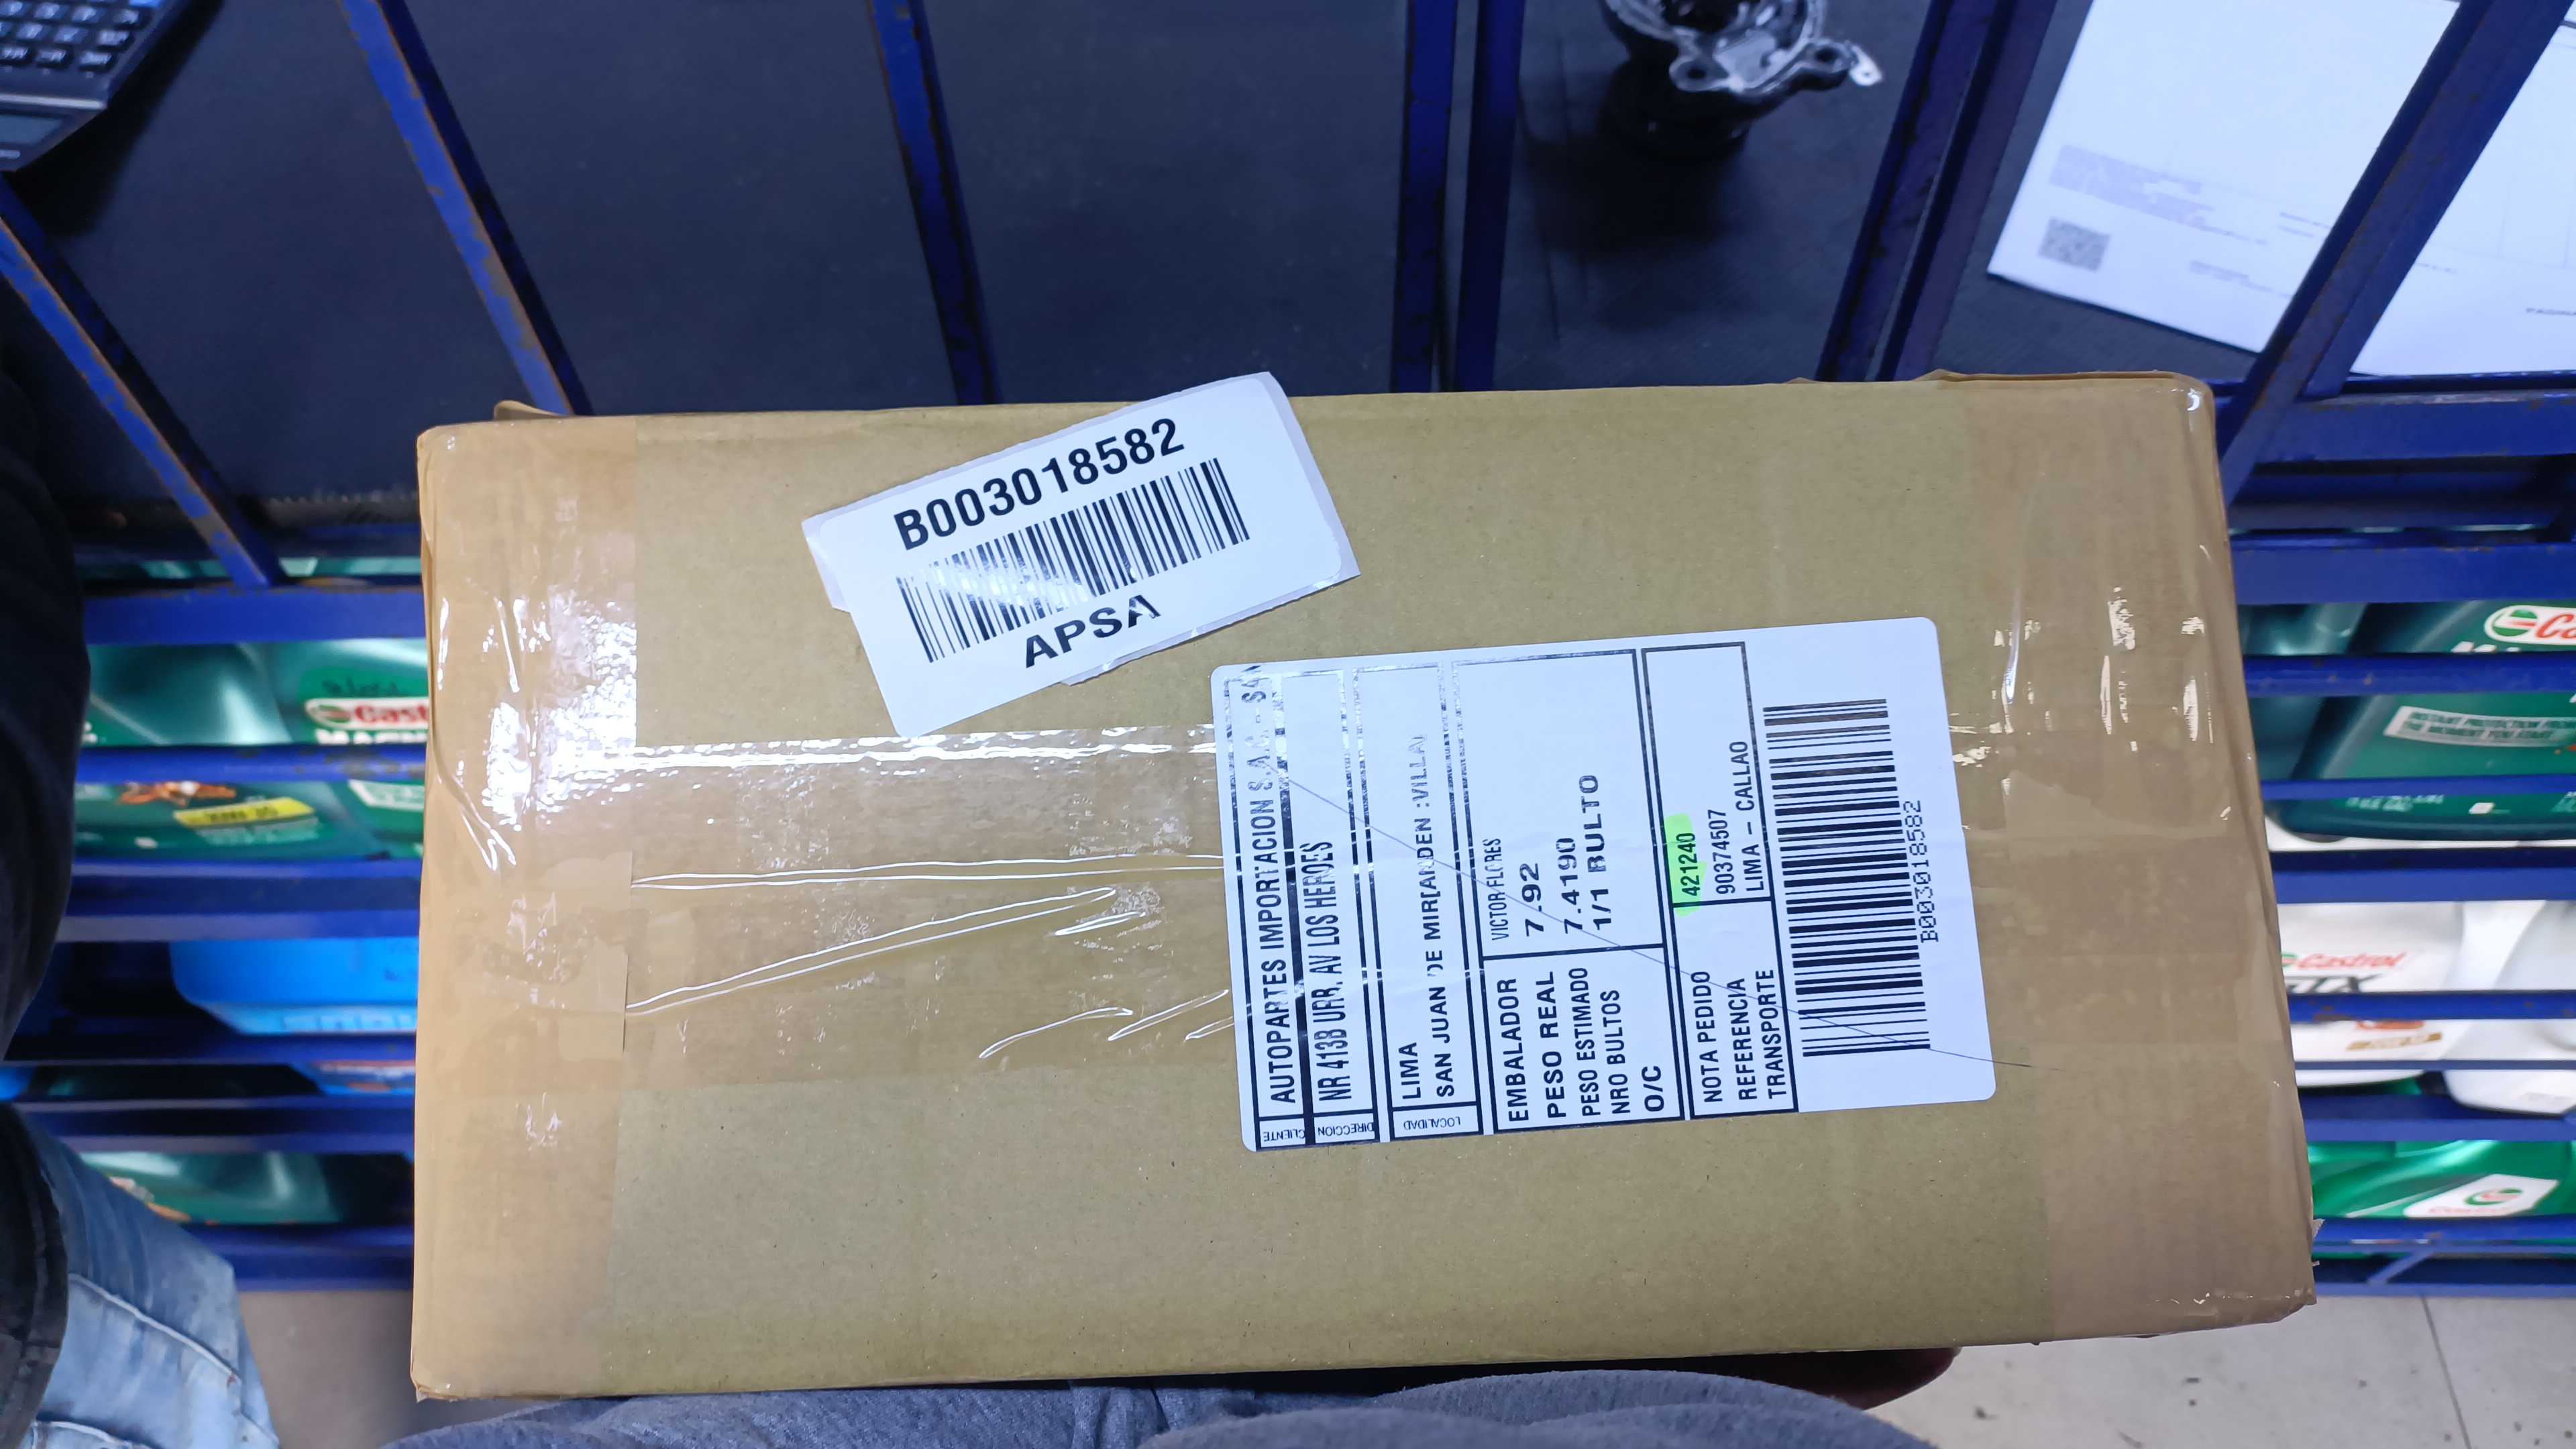 B003018582
APSA
CLIENTE AUTOPARTES IMPORTACION S.A.C. - SAN
DIRECCION NR 413B URB, AV LOS HEROES
LOCALIDAD LIMA
SAN JUAN DE
EMBALADOR VICTOR FLORES
PESO REAL 7.92
PESO ESTIMADO 7.4190
NRO BULTOS 1/1 BULTO
O/C
NOTA PEDIDO 421240
REFERENCIA 90374507
TRANSPORTE LIMA - CALLAO
B003018582
Castrol